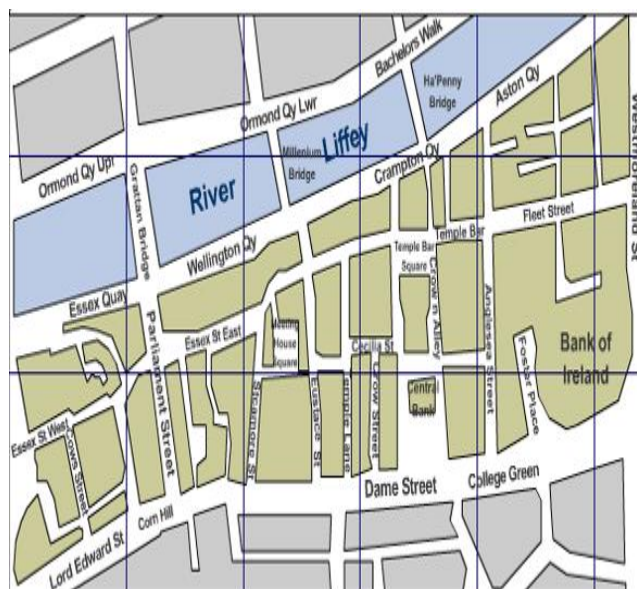 Bachelors Walk
Ha'Penny
Bridge
Aston Qy
Ormond Qy Lwr
Liffey
Millenium
Bridge
Crampton Qy
Ormond Qy Upr
Grattan Bridge
River
Westmoreland St
Fleet Street
Temple Bar
Wellington Qy
Temple Bar
Square
Crown Alley
Essex Quay
Anglesea Street
Parliament Street
Essex St East
Meeting
House
Square
Cecilia St
Foster Place
Bank of
Ireland
Sycamore St
Eustace St
Temple Lane
Crow Street
Central
Bank
Essex St West
Cows Street
Dame Street
College Green
Corn Hill
Lord Edward St